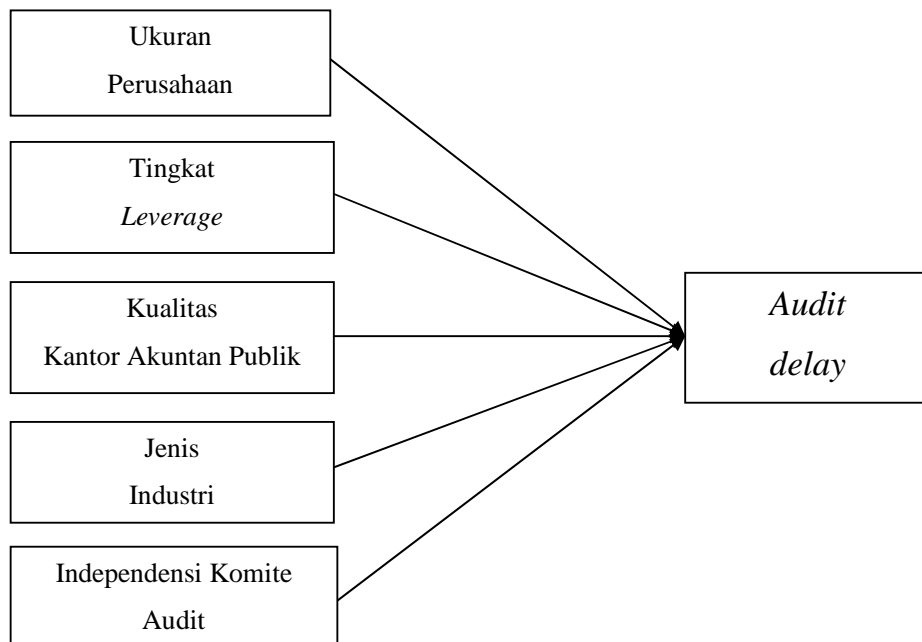 Ukuran
Perusahaan
Tingkat
Leverage
Kualitas
Kantor Akuntan Publik
Jenis
Industri
Independensi Komite
Audit
Audit
delay